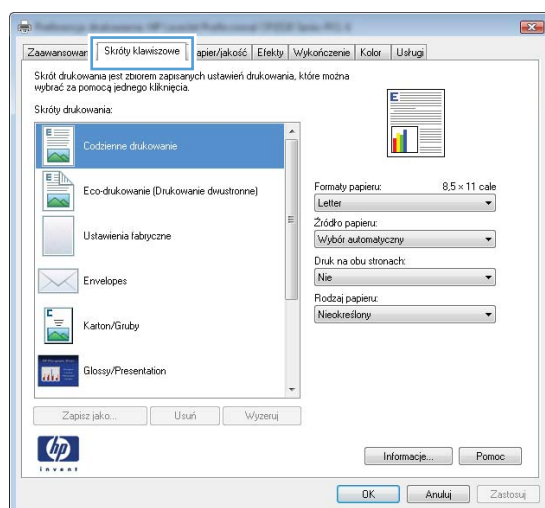 Zaawansowan Skróty klawiszowe apier/jakość Efekty Wykończenie Kolor Usługi
Skrót drukowania jest zbiorem zapisanych ustawień drukowania, które można
wybrać za pomocą jednego kliknięcia.
Skróty drukowania:
Codzienne drukowanie
Eco-drukowanie (Drukowanie dwustronne)
Ustawienia fabryczne
Envelopes
Karton/Gruby
Glossy/Presentation
Zapisz jako... Usuń Wyzeruj
E
Formaty papieru: 8,5 × 11 cale
Letter
Źródło papieru:
Wybór automatyczny
Druk na obu stronach:
Nie
Rodzaj papieru:
Nieokreślony
hp
invent
Informacje... Pomoc
OK Anuluj Zastosuj